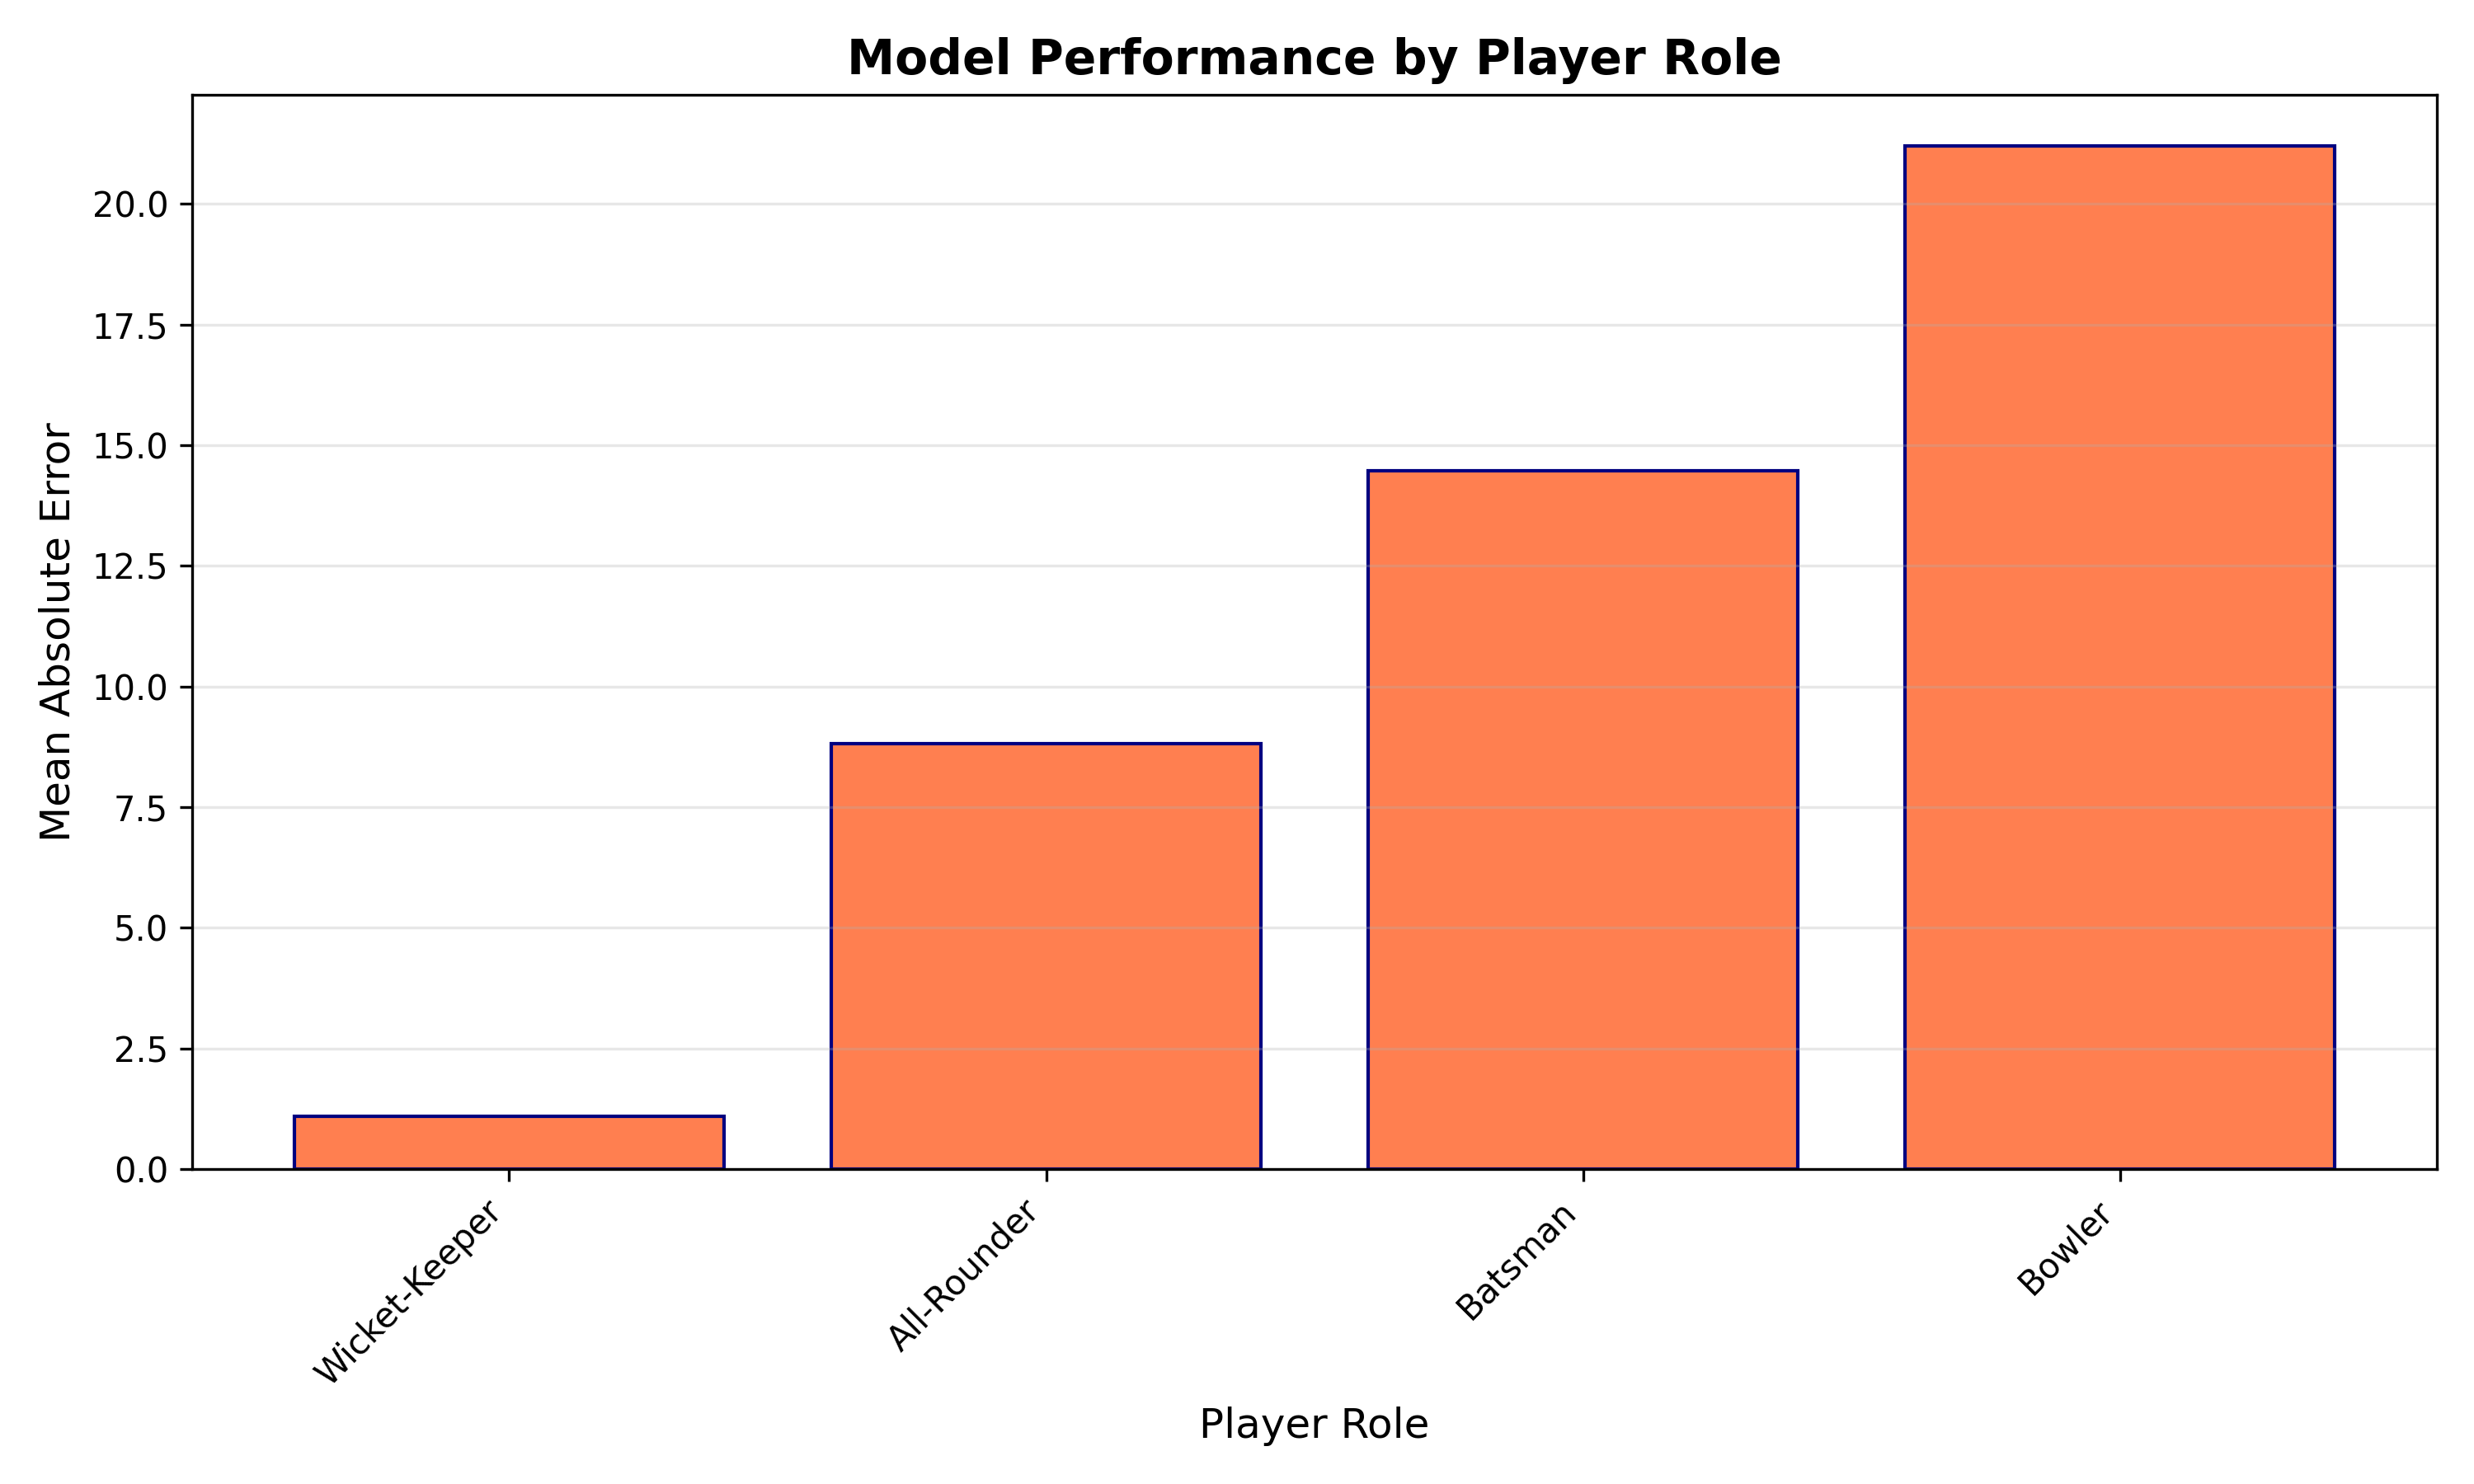 Model Performance by Player Role
Mean Absolute Error
20.0
17.5
15.0
12.5
10.0
7.5
5.0
2.5
0.0
Wicket-Keeper
All-Rounder
Batsman
Bowler
Player Role